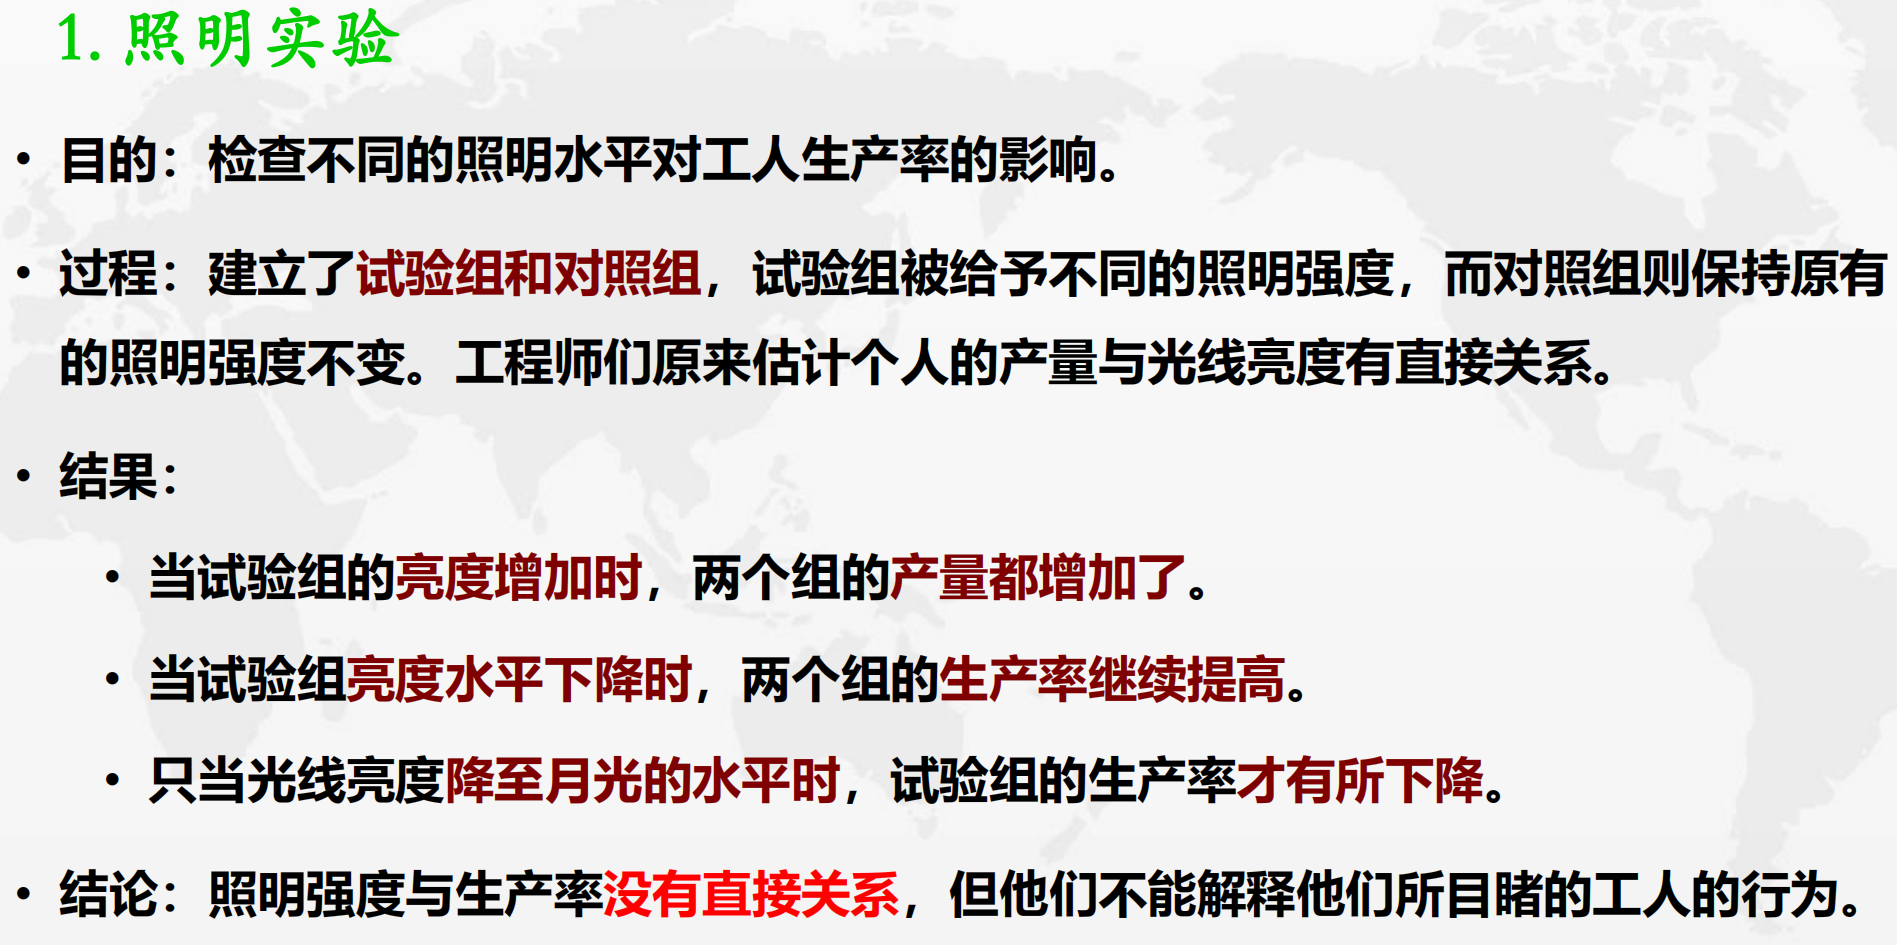 1.照明实验
• 目的：检查不同的照明水平对工人生产率的影响。
• 过程：建立了试验组和对照组，试验组被给予不同的照明强度，而对照组则保持原有
的照明强度不变。工程师们原来估计个人的产量与光线亮度有直接关系。
• 结果：
• 当试验组的亮度增加时，两个组的产量都增加了。
• 当试验组亮度水平下降时，两个组的生产率继续提高。
• 只当光线亮度降至月光的水平时，试验组的生产率才有所下降。
• 结论：照明强度与生产率没有直接关系，但他们不能解释他们所目睹的工人的行为。